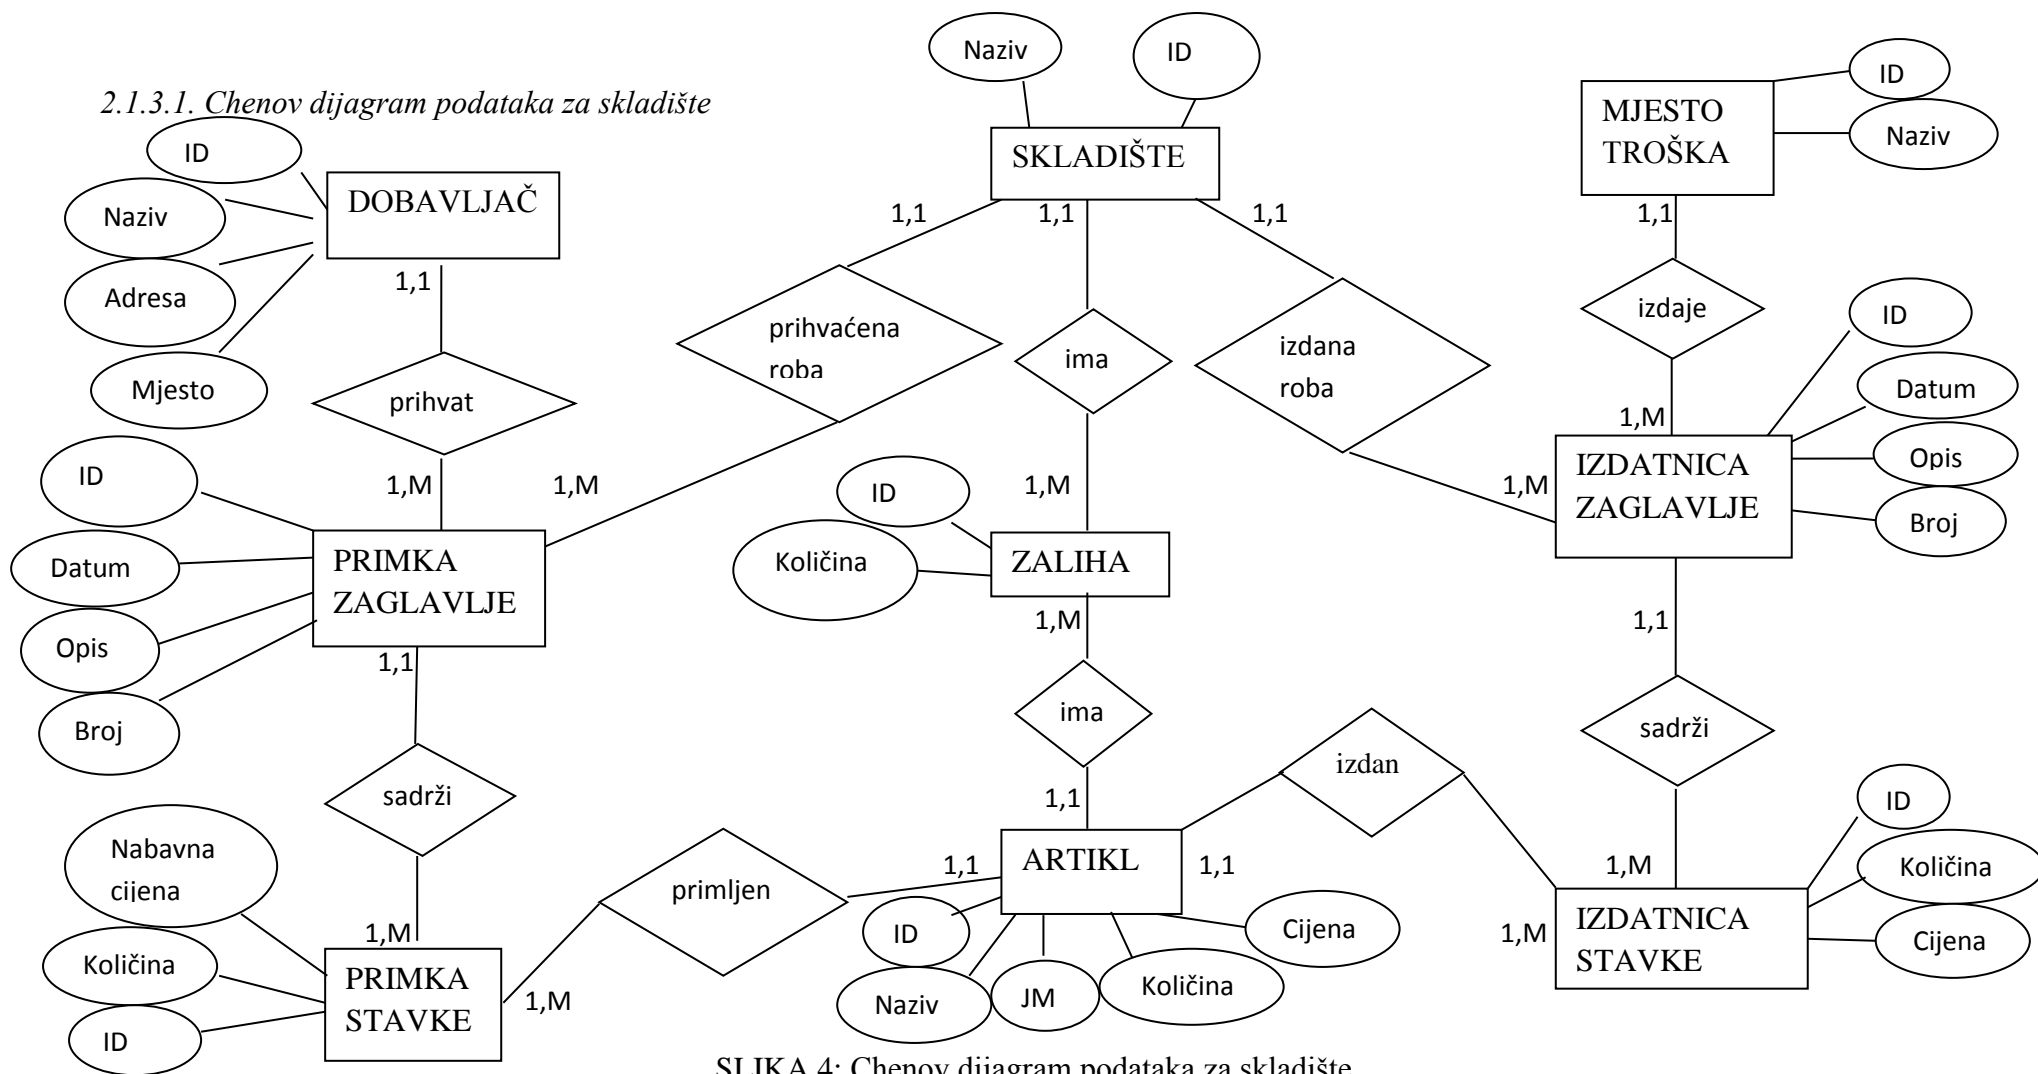 Naziv
ID
2.1.3.1. Chenov dijagram podataka za skladište
ID
MJESTO
TROŠKA
Naziv
SKLADIŠTE
ID
DOBAVLJAČ
Naziv
Adresa
Mjesto
1,1
1,1
1,1
1,1
1,1
prihvat
prihvaćena
roba
ima
izdana
roba
izdaje
ID
Datum
Opis
Broj
1,M
1,M
1,M
1,M
1,M
IZDATNICA
ZAGLAVLJE
ID
Datum
Opis
Broj
PRIMKA
ZAGLAVLJE
ID
Količina
ZALIHA
1,1
1,M
1,1
sadrži
ima
izdan
sadrži
1,1
1,1
1,1
1,M
ID
Količina
Cijena
Nabavna
cijena
Količina
ID
1,M
PRIMKA
STAVKE
primljen
1,M
ARTIKL
ID
Naziv
JM
Količina
Cijena
1,M
IZDATNICA
STAVKE
SLIKA 4: Chenov dijagram podataka za skladište